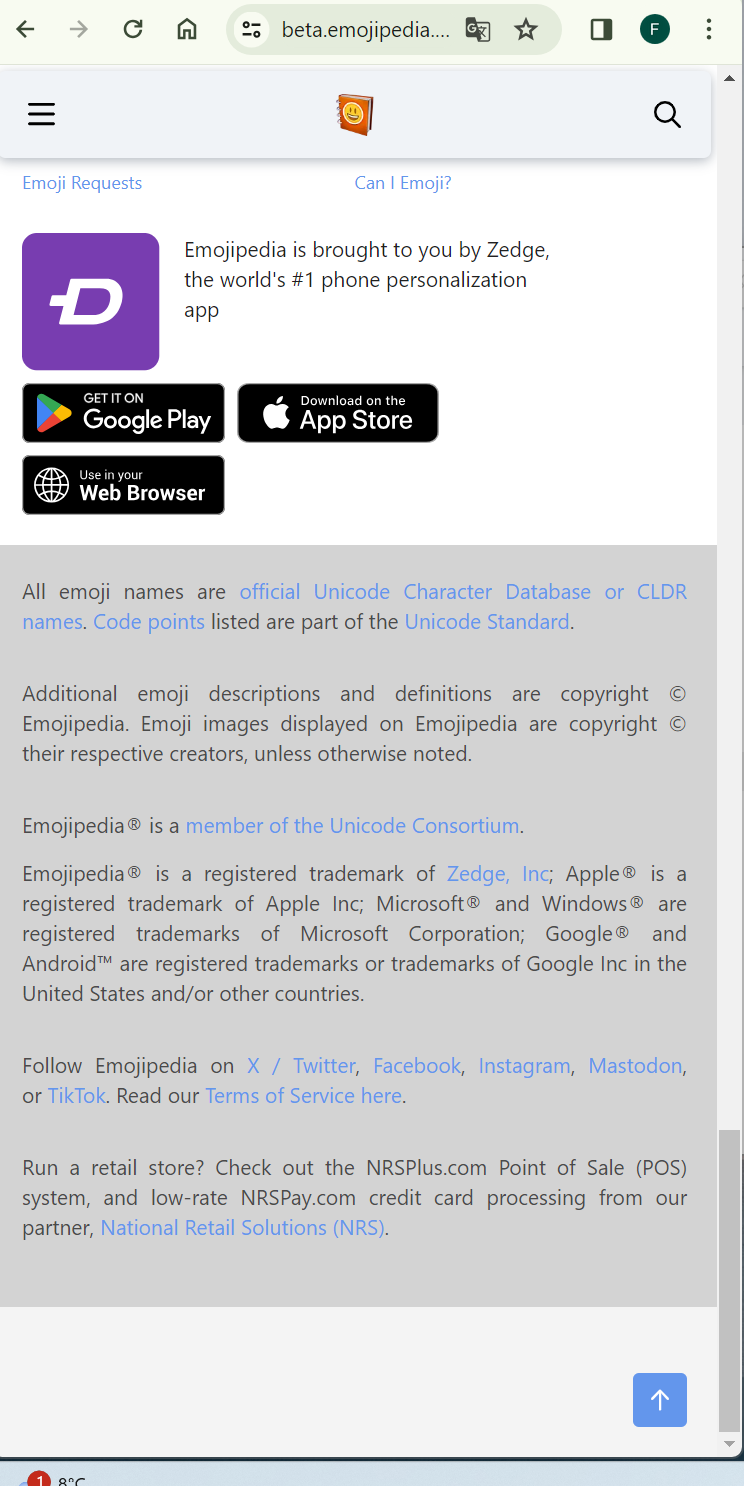 beta.emojipedia....
F
Emoji Requests
Can I Emoji?
Emojipedia is brought to you by Zedge,
the world's #1 phone personalization
app
GET IT ON
Google Play
Download on the
App Store
Use in your
Web Browser
All emoji names are official Unicode Character Database or CLDR
names. Code points listed are part of the Unicode Standard.
Additional emoji descriptions and definitions are copyright ©
Emojipedia. Emoji images displayed on Emojipedia are copyright ©
their respective creators, unless otherwise noted.
Emojipedia® is a member of the Unicode Consortium.
Emojipedia® is a registered trademark of Zedge, Inc; Apple® is a
registered trademark of Apple Inc; Microsoft® and Windows® are
registered trademarks of Microsoft Corporation; Google® and
Android™ are registered trademarks or trademarks of Google Inc in the
United States and/or other countries.
Follow Emojipedia on X / Twitter, Facebook, Instagram, Mastodon,
or TikTok. Read our Terms of Service here.
Run a retail store? Check out the NRSPlus.com Point of Sale (POS)
system, and low-rate NRSPay.com credit card processing from our
partner, National Retail Solutions (NRS).
1
8°C